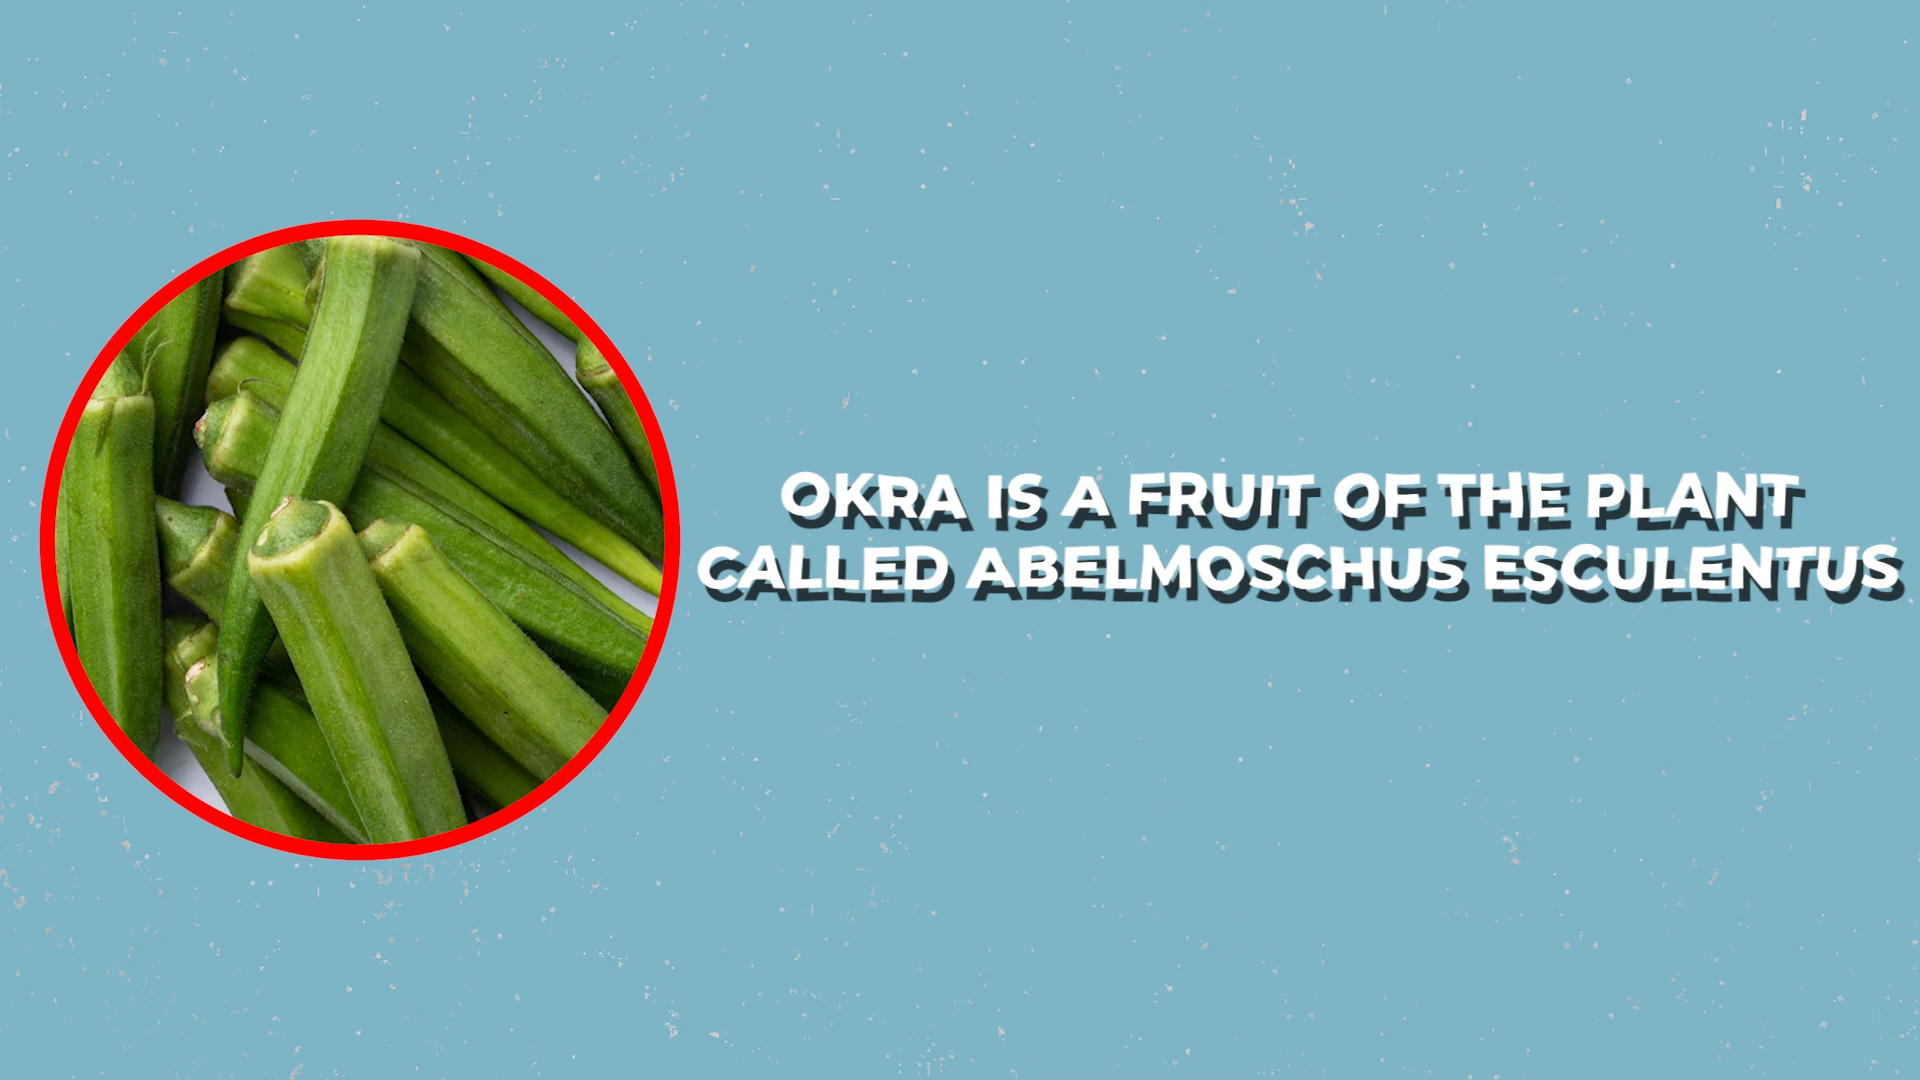 OKRA IS A FRUIT OF THE PLANT
CALLED ABELMOSCHUS ESCULENTUS